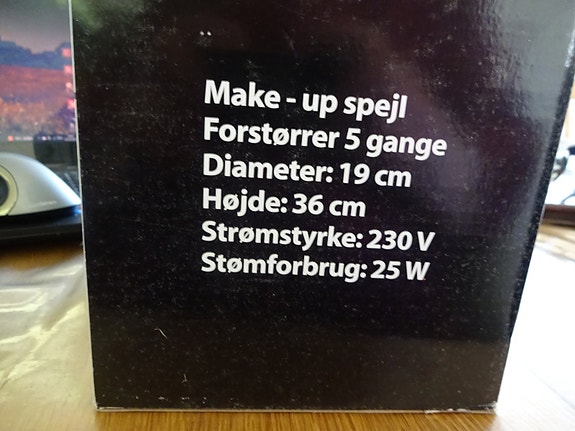 Make - up spejl
Forstørrer 5 gange
Diameter: 19 cm
Højde: 36 cm
Strømstyrke: 230 V
Stømforbrug: 25 W